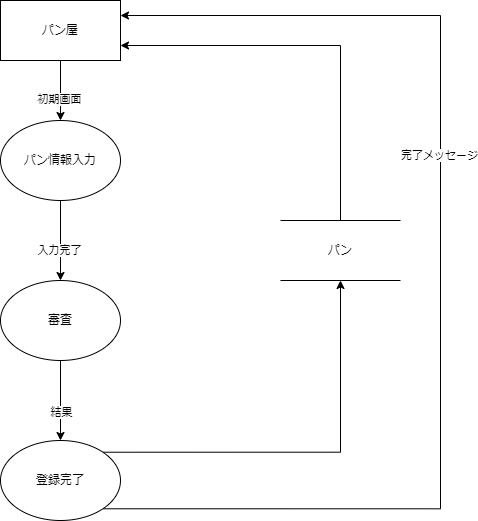 パン屋
初期画面
パン情報入力
完了メッセージ
入力完了
パン
審査
結果
登録完了